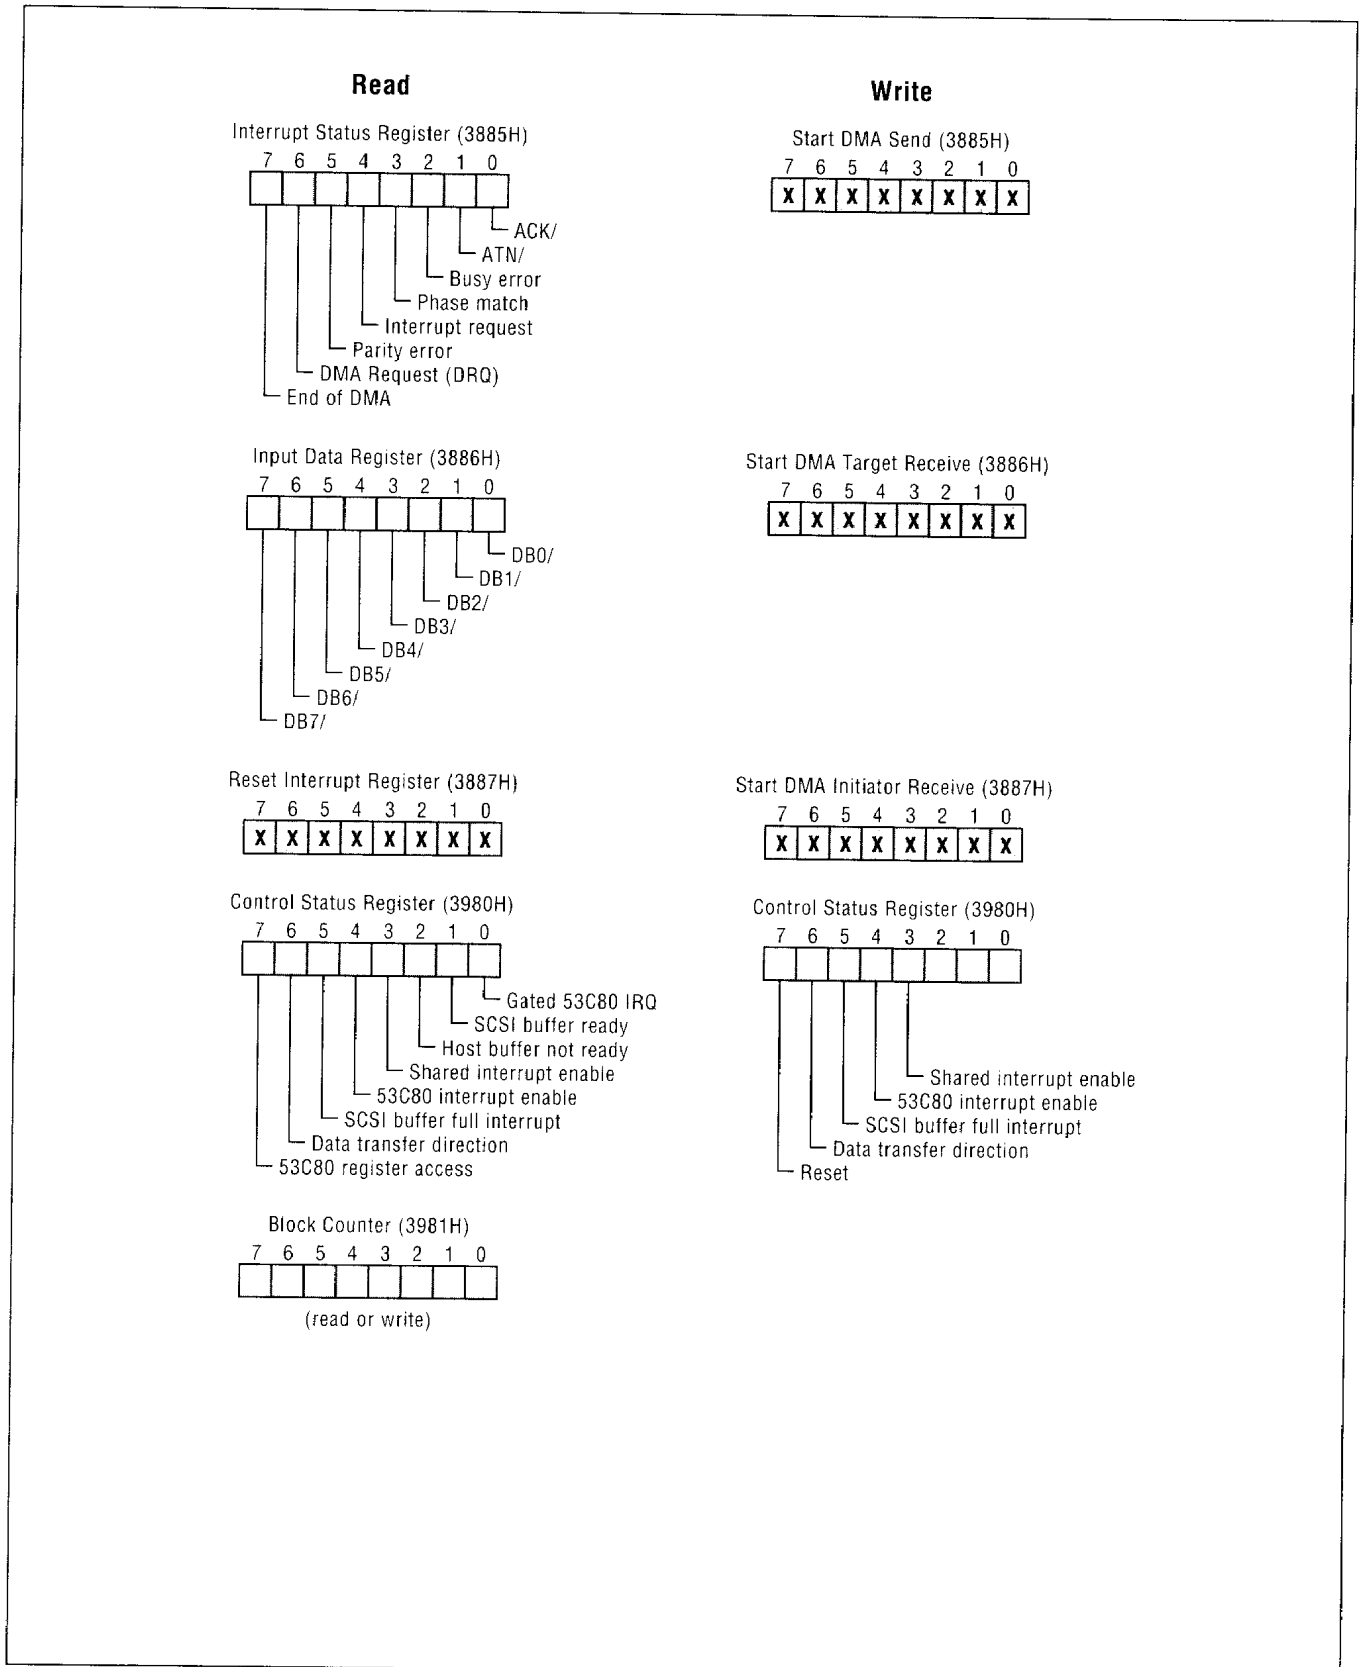 Read
Interrupt Status Register (3885H)
7 6 5 4 3 2 1 0
ACK/
ATN/
Busy error
Phase match
Interrupt request
Parity error
DMA Request (DRQ)
End of DMA
Input Data Register (3886H)
7 6 5 4 3 2 1 0
DB0/
DB1/
DB2/
DB3/
DB4/
DB5/
DB6/
DB7/
Reset Interrupt Register (3887H)
7 6 5 4 3 2 1 0
X X X X X X X X
Control Status Register (3980H)
7 6 5 4 3 2 1 0
Gated 53C80 IRQ
SCSI buffer ready
Host buffer not ready
Shared interrupt enable
53C80 interrupt enable
SCSI buffer full interrupt
Data transfer direction
53C80 register access
Block Counter (3981H)
7 6 5 4 3 2 1 0
(read or write)
Write
Start DMA Send (3885H)
7 6 5 4 3 2 1 0
X X X X X X X X
Start DMA Target Receive (3886H)
7 6 5 4 3 2 1 0
X X X X X X X X
Start DMA Initiator Receive (3887H)
7 6 5 4 3 2 1 0
X X X X X X X X
Control Status Register (3980H)
7 6 5 4 3 2 1 0
Shared interrupt enable
53C80 interrupt enable
SCSI buffer full interrupt
Data transfer direction
Reset